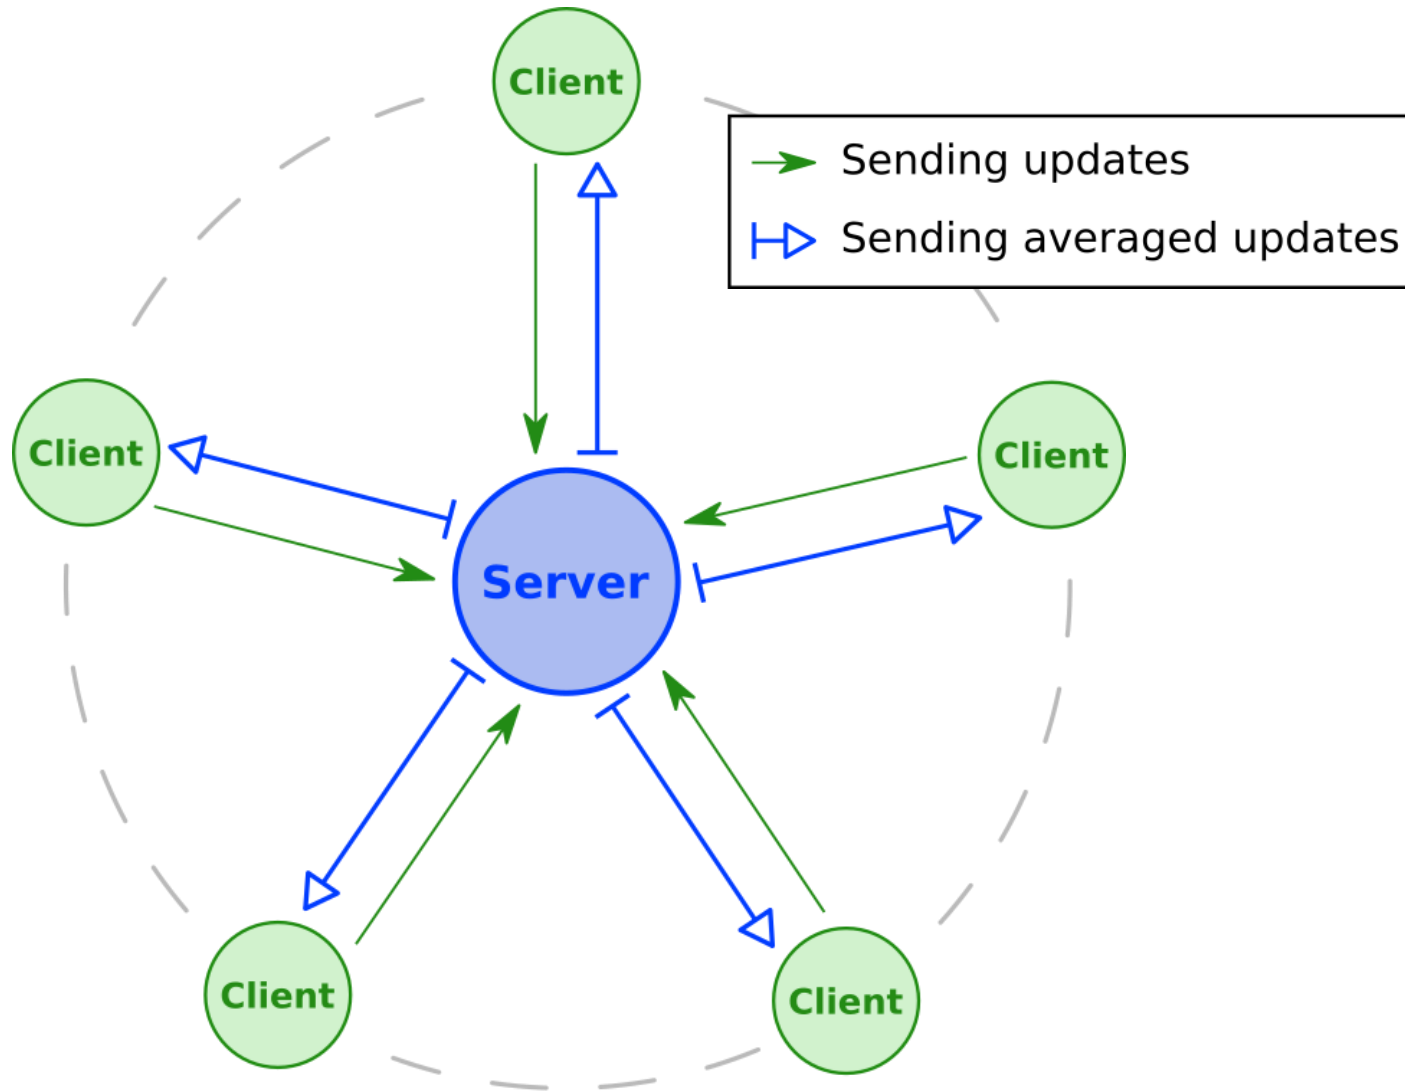 Client
Sending updates
Sending averaged updates
Client
Client
Server
Client
Client